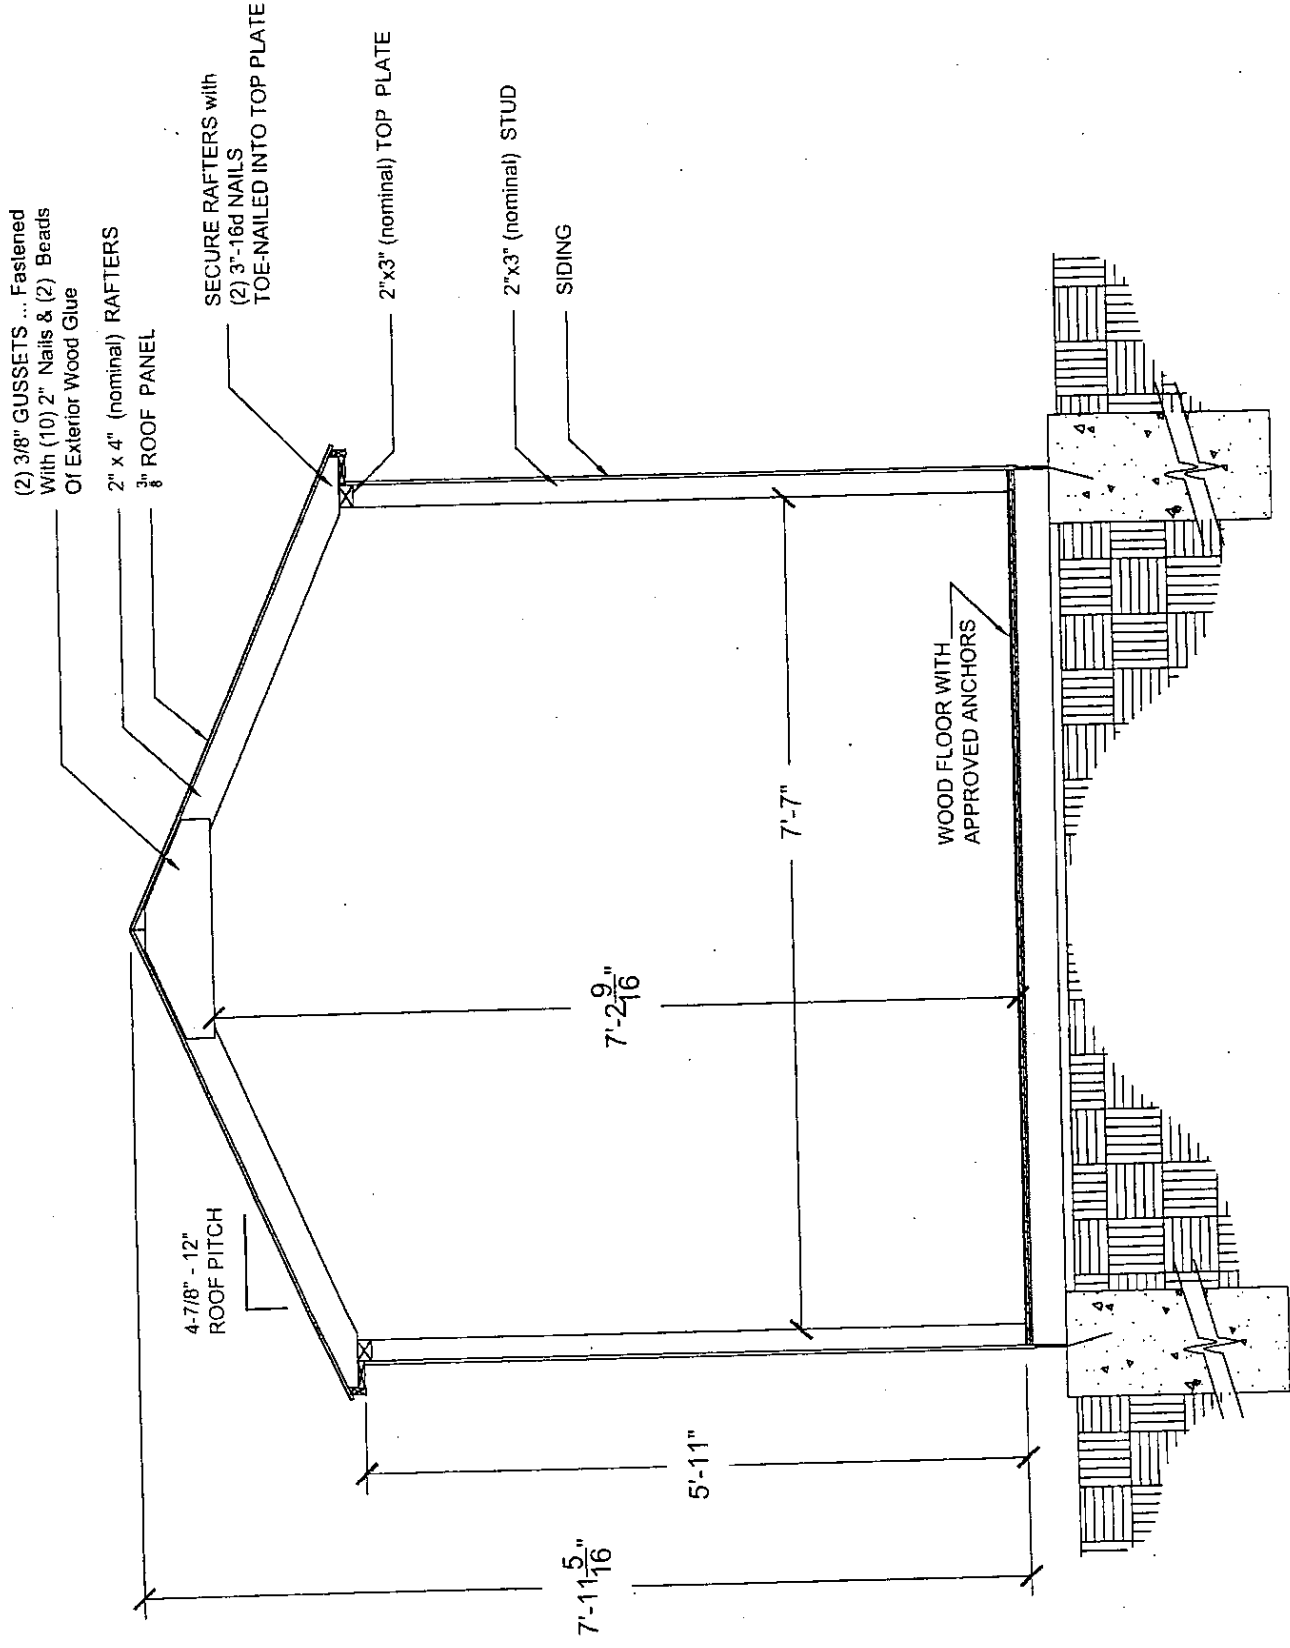 (2) 3/8" GUSSETS ... Fastened
With (10) 2" Nails & (2) Beads
Of Exterior Wood Glue
2" x 4" (nominal) RAFTERS
3/8" ROOF PANEL
SECURE RAFTERS with
(2) 3"-16d NAILS
TOE-NAILED INTO TOP PLATE
2"x3" (nominal) TOP PLATE
2"x3" (nominal) STUD
SIDING
4-7/8" - 12"
ROOF PITCH
WOOD FLOOR WITH
APPROVED ANCHORS
7'-7"
7'-2 9/16"
5'-11"
7'-11 5/16"